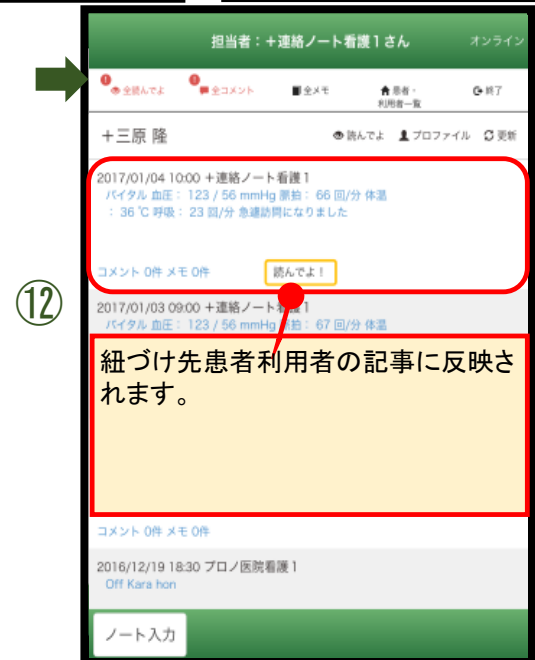 担当者：＋連絡ノート看護１さん オンライン
全読んでよ 全コメント 全メモ 患者・利用者一覧 終了
＋三原 隆 読んでよ プロファイル 更新
2017/01/04 10:00 ＋連絡ノート看護１
バイタル 血圧： 123 / 56 mmHg 脈拍： 66 回/分 体温
： 36 ℃ 呼吸： 23 回/分 急遽訪問になりました
コメント 0件 メモ 0件 読んでよ！
⑫
2017/01/03 09:00 ＋連絡ノート看護１
バイタル 血圧： 123 / 56 mmHg 脈拍： 67 回/分 体温
紐づけ先患者利用者の記事に反映さ
れます。
コメント 0件 メモ 0件
2016/12/19 18:30 プロノ医院看護１
Off Kara hon
ノート入力